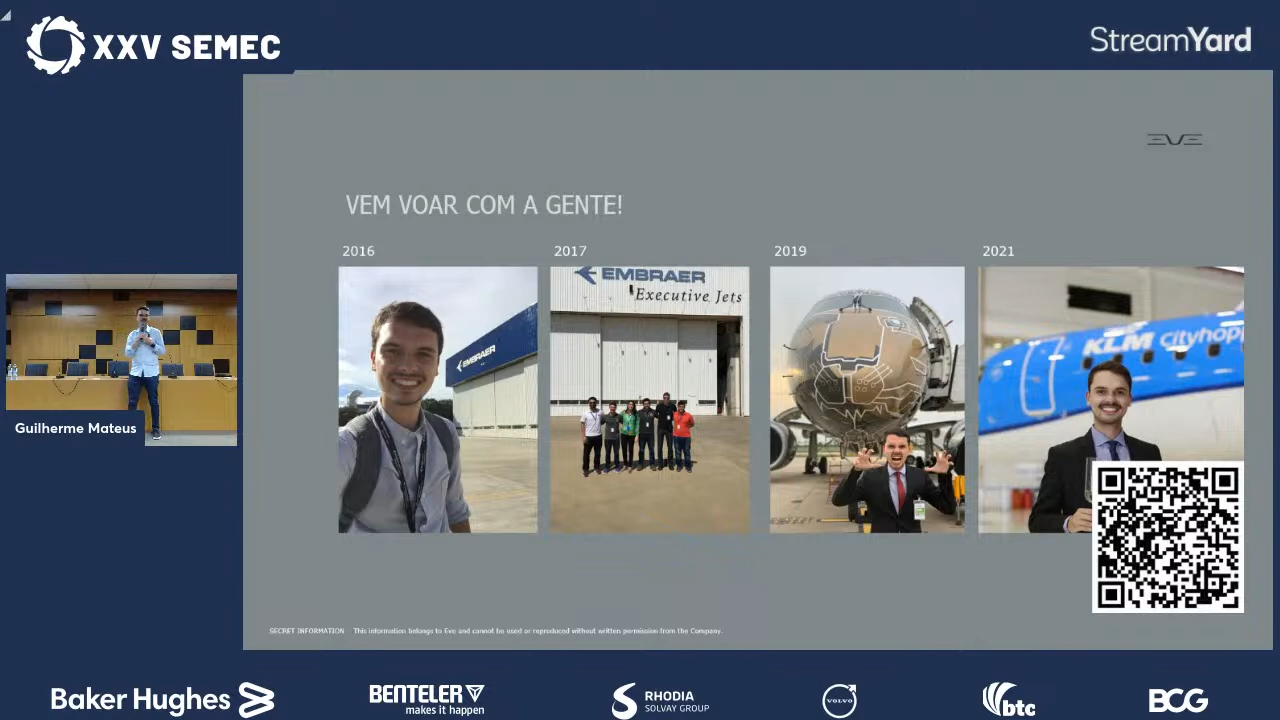 XXV SEMEC
StreamYard
EVE
VEM VOAR COM A GENTE!
2016
2017
2019
2021
EMBRAER
EMBRAER
Executive Jets
KLM Cityhopp
Guilherme Mateus
SECRET INFORMATION This information belongs to Eve and cannot be used or reproduced without written permission from the Company.
Baker Hughes
BENTELER
makes it happen
RHODIA
SOLVAY GROUP
VOLVO
btc
BCG